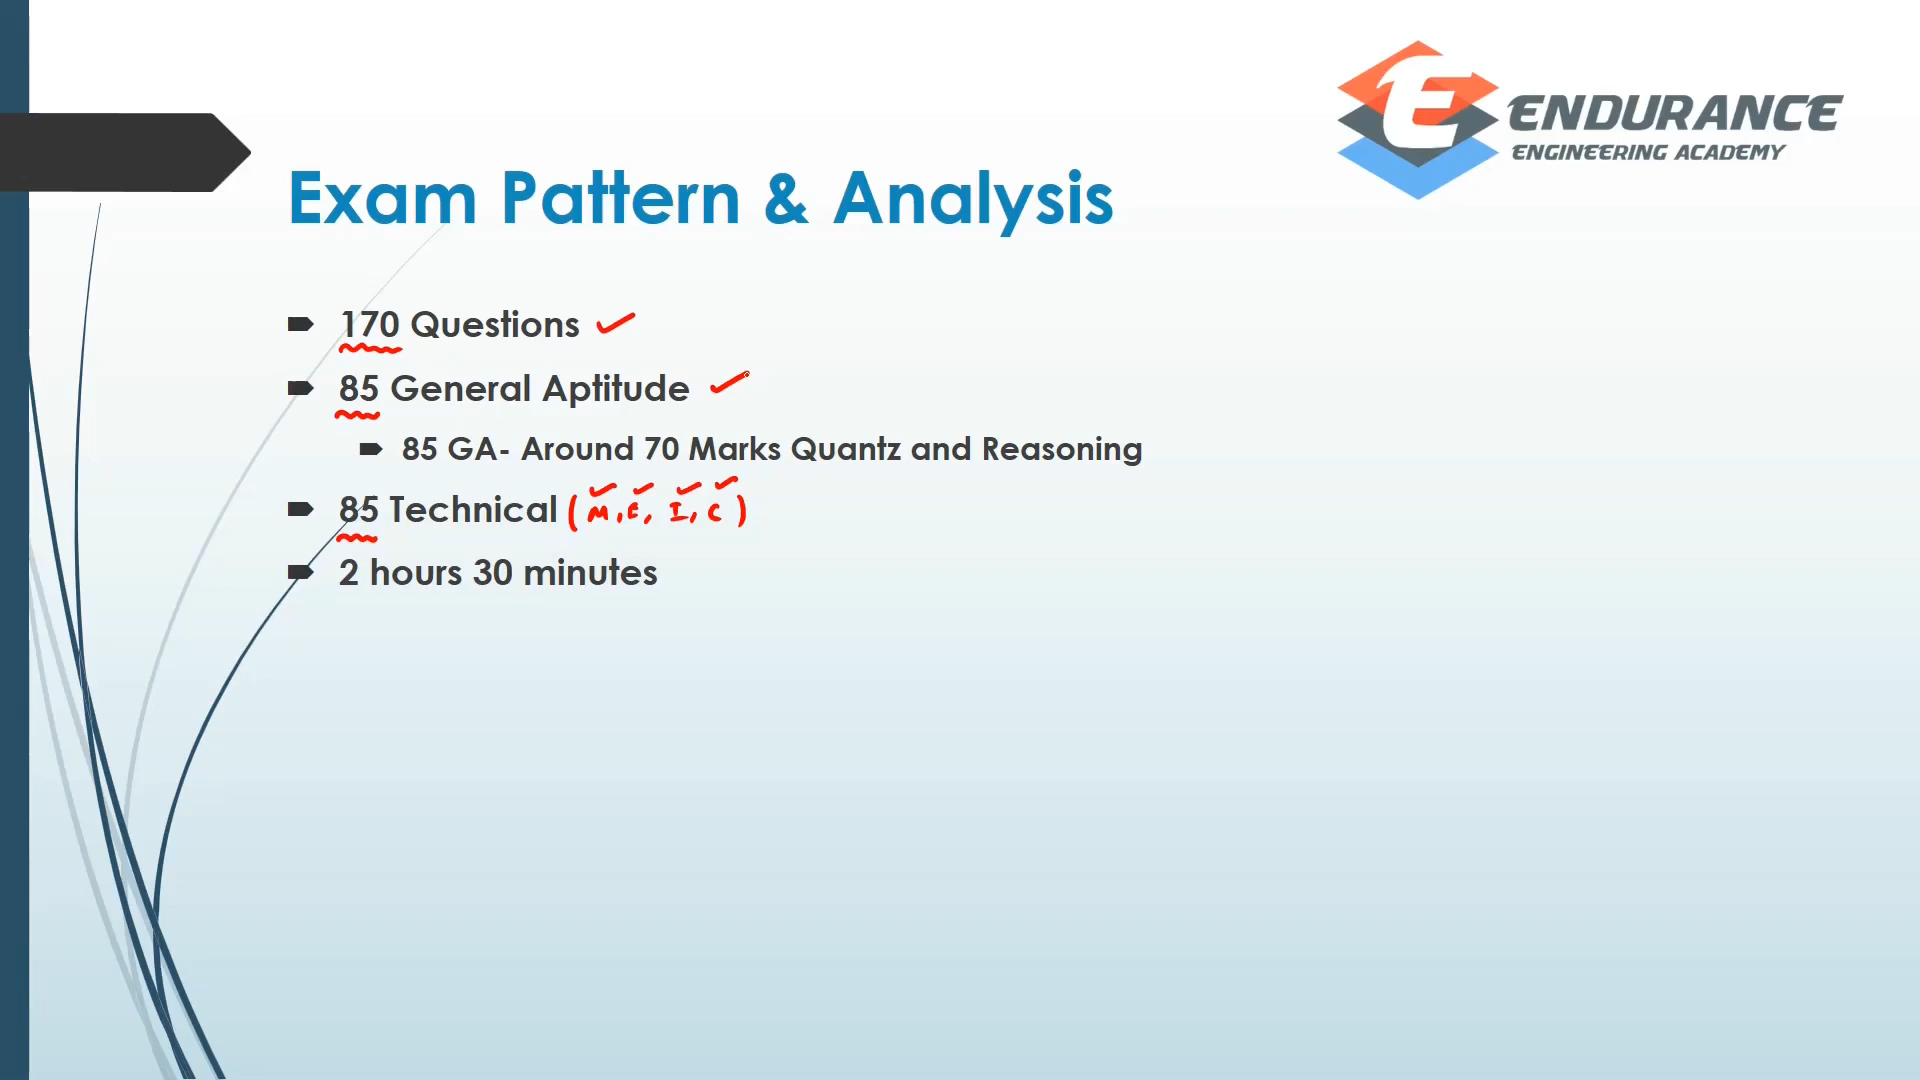 ENDURANCE
ENGINEERING ACADEMY
Exam Pattern & Analysis
170 Questions
85 General Aptitude
85 GA- Around 70 Marks Quantz and Reasoning
85 Technical (M, E, I, C)
2 hours 30 minutes